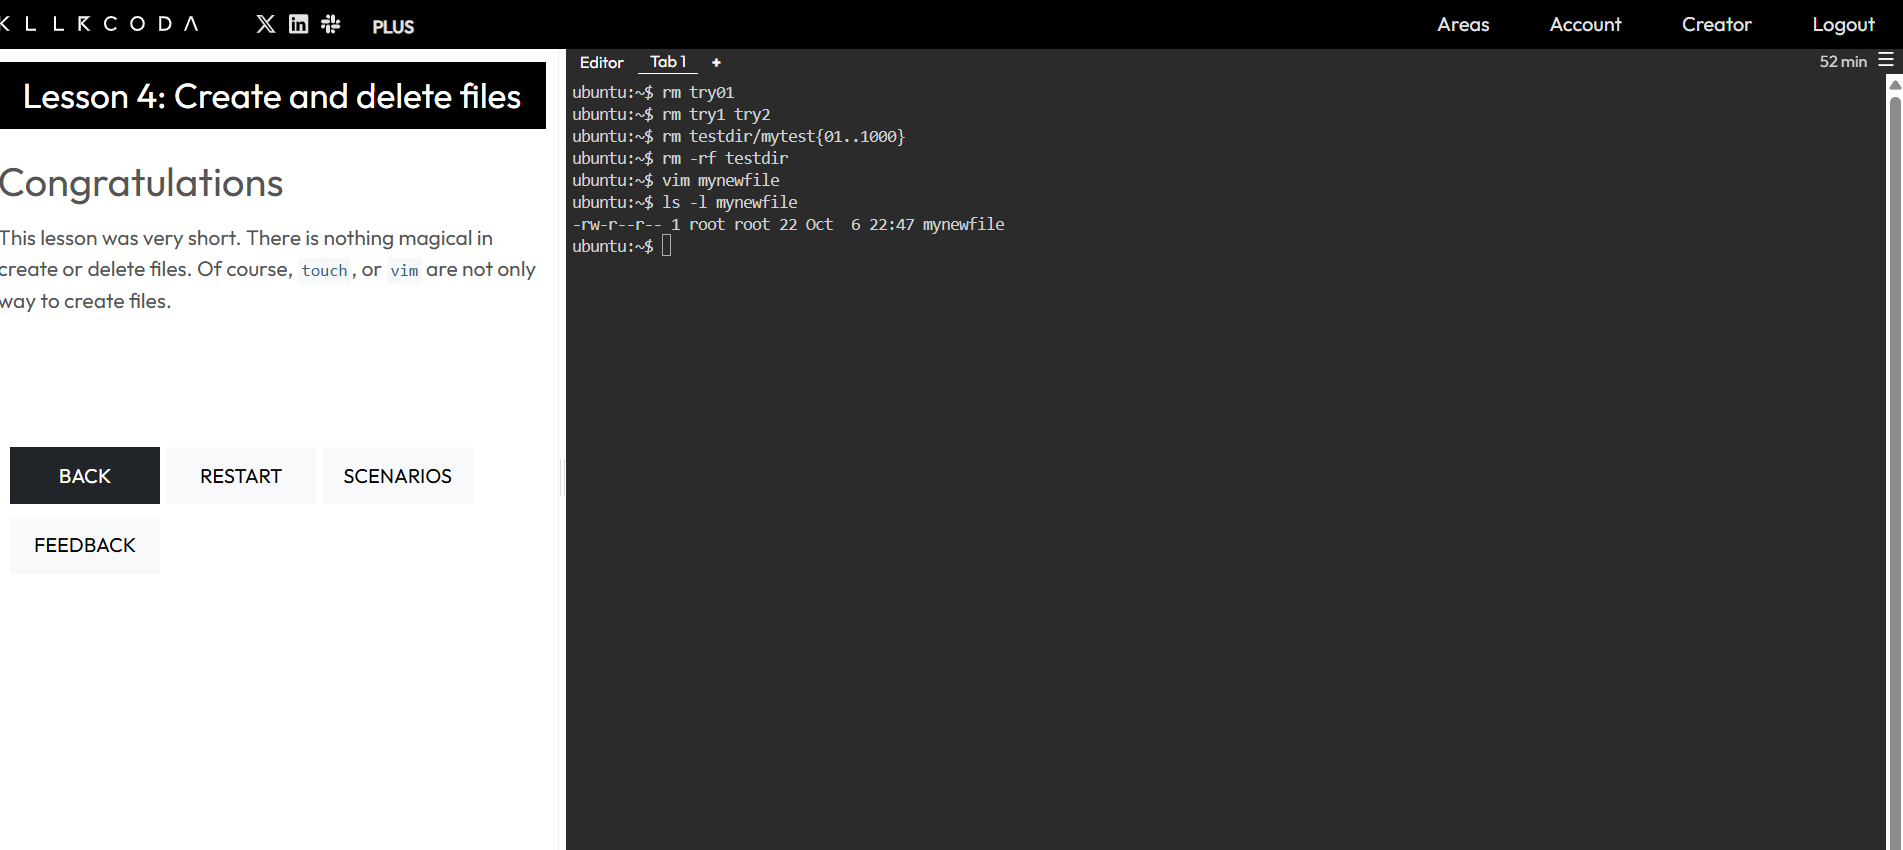 KLLRCODA
PLUS
Areas
Account
Creator
Logout
Lesson 4: Create and delete files
Congratulations
This lesson was very short. There is nothing magical in
create or delete files. Of course, touch, or vim are not only
way to create files.
BACK
RESTART
SCENARIOS
FEEDBACK
Editor
Tab 1
+
52 min
ubuntu:~$ rm try01
ubuntu:~$ rm try1 try2
ubuntu:~$ rm testdir/mytest{01..1000}
ubuntu:~$ rm -rf testdir
ubuntu:~$ vim mynewfile
ubuntu:~$ ls -l mynewfile
-rw-r--r-- 1 root root 22 Oct  6 22:47 mynewfile
ubuntu:~$